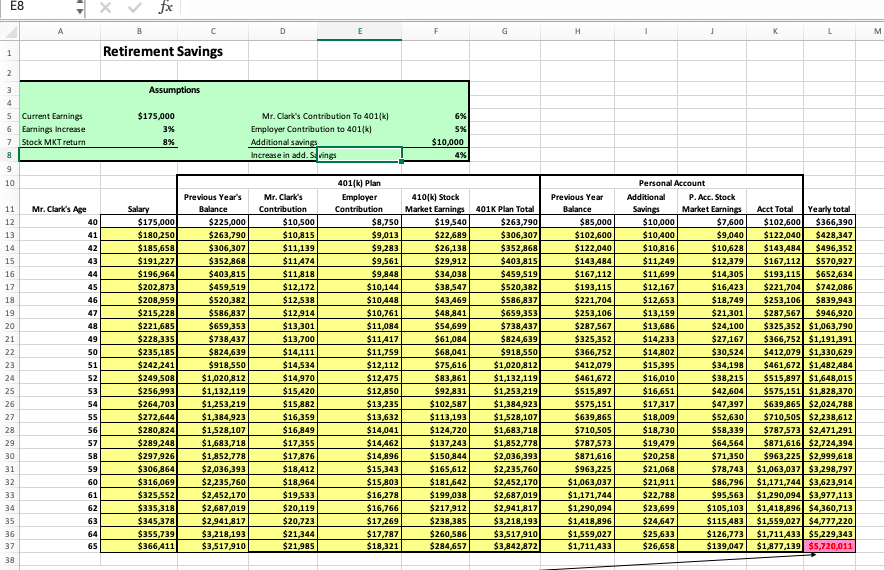 E8 fx
A B C D E F G H I J K L M
1 Retirement Savings
2
3 Assumptions
4
5 Current Earnings $175,000 Mr. Clark's Contribution To 401(k) 6%
6 Earnings Increase 3% Employer Contribution to 401(k) 5%
7 Stock MKT return 8% Additional savings $10,000
8 Increase in add. Savings 4%
9
10 401(k) Plan Personal Account
Previous Year's Mr. Clark's Employer 410(k) Stock Previous Year Additional P. Acc. Stock
11 Mr. Clark's Age Salary Balance Contribution Contribution Market Earnings 401K Plan Total Balance Savings Market Earnings Acct Total Yearly total
12 40 $175,000 $225,000 $10,500 $8,750 $19,540 $263,790 $85,000 $10,000 $7,600 $102,600 $366,390
13 41 $180,250 $263,790 $10,815 $9,013 $22,689 $306,307 $102,600 $10,400 $9,040 $122,040 $428,347
14 42 $185,658 $306,307 $11,139 $9,283 $26,138 $352,868 $122,040 $10,816 $10,628 $143,484 $496,352
15 43 $191,227 $352,868 $11,474 $9,561 $29,912 $403,815 $143,484 $11,249 $12,379 $167,112 $570,927
16 44 $196,964 $403,815 $11,818 $9,848 $34,038 $459,519 $167,112 $11,699 $14,305 $193,115 $652,634
17 45 $202,873 $459,519 $12,172 $10,144 $38,547 $520,382 $193,115 $12,167 $16,423 $221,704 $742,086
18 46 $208,959 $520,382 $12,538 $10,448 $43,469 $586,837 $221,704 $12,653 $18,749 $253,106 $839,943
19 47 $215,228 $586,837 $12,914 $10,761 $48,841 $659,353 $253,106 $13,159 $21,301 $287,567 $946,920
20 48 $221,685 $659,353 $13,301 $11,084 $54,699 $738,437 $287,567 $13,686 $24,100 $325,352 $1,063,790
21 49 $228,335 $738,437 $13,700 $11,417 $61,084 $824,639 $325,352 $14,233 $27,167 $366,752 $1,191,391
22 50 $235,185 $824,639 $14,111 $11,759 $68,041 $918,550 $366,752 $14,802 $30,524 $412,079 $1,330,629
23 51 $242,241 $918,550 $14,534 $12,112 $75,616 $1,020,812 $412,079 $15,395 $34,198 $461,672 $1,482,484
24 52 $249,508 $1,020,812 $14,970 $12,475 $83,861 $1,132,119 $461,672 $16,010 $38,215 $515,897 $1,648,015
25 53 $256,993 $1,132,119 $15,420 $12,850 $92,831 $1,253,219 $515,897 $16,651 $42,604 $575,151 $1,828,370
26 54 $264,703 $1,253,219 $15,882 $13,235 $102,587 $1,384,923 $575,151 $17,317 $47,397 $639,865 $2,024,788
27 55 $272,644 $1,384,923 $16,359 $13,632 $113,193 $1,528,107 $639,865 $18,009 $52,630 $710,505 $2,238,612
28 56 $280,824 $1,528,107 $16,849 $14,041 $124,720 $1,683,718 $710,505 $18,730 $58,339 $787,573 $2,471,291
29 57 $289,248 $1,683,718 $17,355 $14,462 $137,243 $1,852,778 $787,573 $19,479 $64,564 $871,616 $2,724,394
30 58 $297,926 $1,852,778 $17,876 $14,896 $150,844 $2,036,393 $871,616 $20,258 $71,350 $963,225 $2,999,618
31 59 $306,864 $2,036,393 $18,412 $15,343 $165,612 $2,235,760 $963,225 $21,068 $78,743 $1,063,037 $3,298,797
32 60 $316,069 $2,235,760 $18,964 $15,803 $181,642 $2,452,170 $1,063,037 $21,911 $86,796 $1,171,744 $3,623,914
33 61 $325,552 $2,452,170 $19,533 $16,278 $199,038 $2,687,019 $1,171,744 $22,788 $95,563 $1,290,094 $3,977,113
34 62 $335,318 $2,687,019 $20,119 $16,766 $217,912 $2,941,817 $1,290,094 $23,699 $105,103 $1,418,896 $4,360,713
35 63 $345,378 $2,941,817 $20,723 $17,269 $238,385 $3,218,193 $1,418,896 $24,647 $115,483 $1,559,027 $4,777,220
36 64 $355,739 $3,218,193 $21,344 $17,787 $260,586 $3,517,910 $1,559,027 $25,633 $126,773 $1,711,433 $5,229,343
37 65 $366,411 $3,517,910 $21,985 $18,321 $284,657 $3,842,872 $1,711,433 $26,658 $139,047 $1,877,139 $5,720,011
38